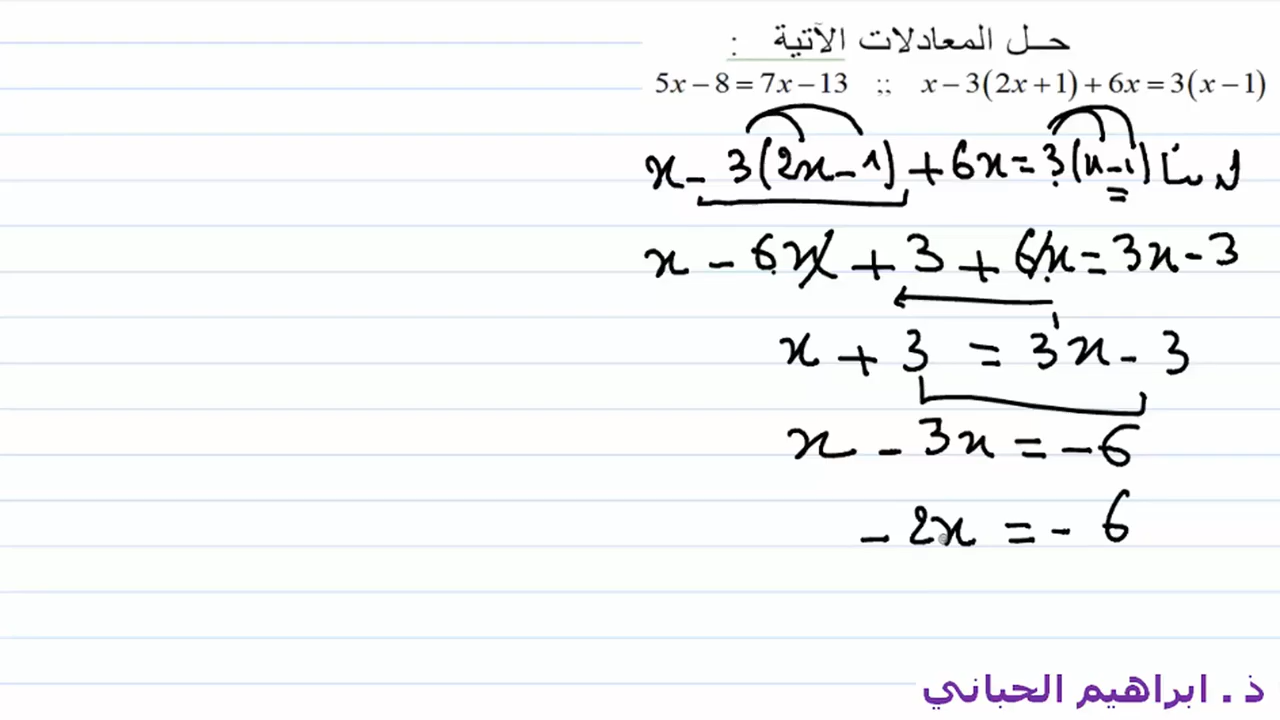 حـل المعادلات الآتية :
5x − 8 = 7x − 13 ;; x − 3(2x + 1) + 6x = 3(x − 1)
لدينا x - 3(2x - 1) + 6x = 3(x - 1)
x - 6x + 3 + 6x = 3x - 3
x + 3 = 3x - 3
x - 3x = -6
- 2x = - 6
ذ . ابراهيم الحباني